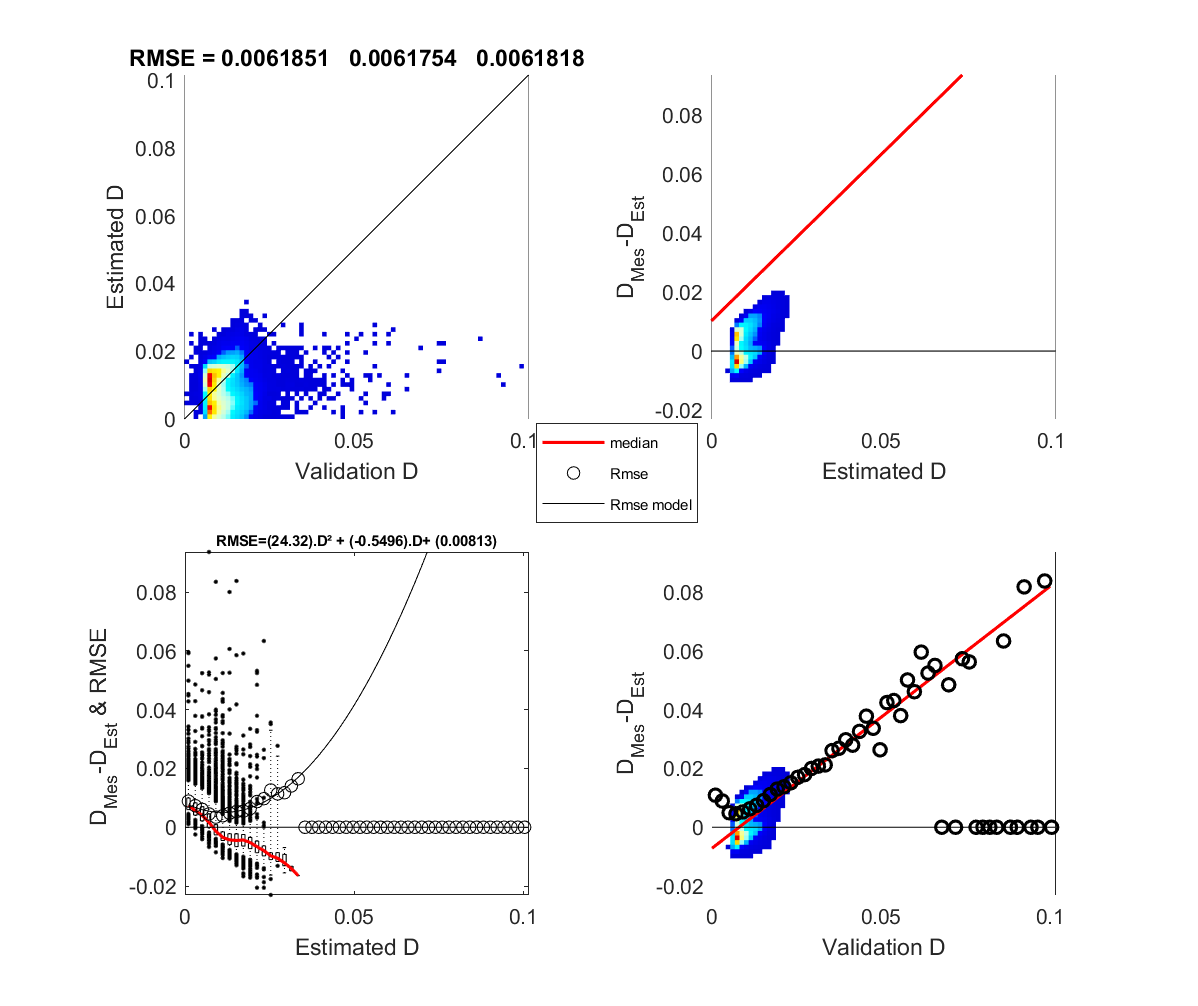 RMSE = 0.0061851 0.0061754 0.0061818
0.1
0.08
0.06
0.04
0.02
0
Estimated D
0
0.05
0.1
Validation D
0.08
0.06
0.04
0.02
0
-0.02
D_Mes-D_Est
0
0.05
0.1
Estimated D
median
Rmse
Rmse model
RMSE=(24.32).D² + (-0.5496).D+ (0.00813)
0.08
0.06
0.04
0.02
0
-0.02
D_Mes-D_Est & RMSE
0
0.05
0.1
Estimated D
0.08
0.06
0.04
0.02
0
-0.02
D_Mes-D_Est
0
0.05
0.1
Validation D